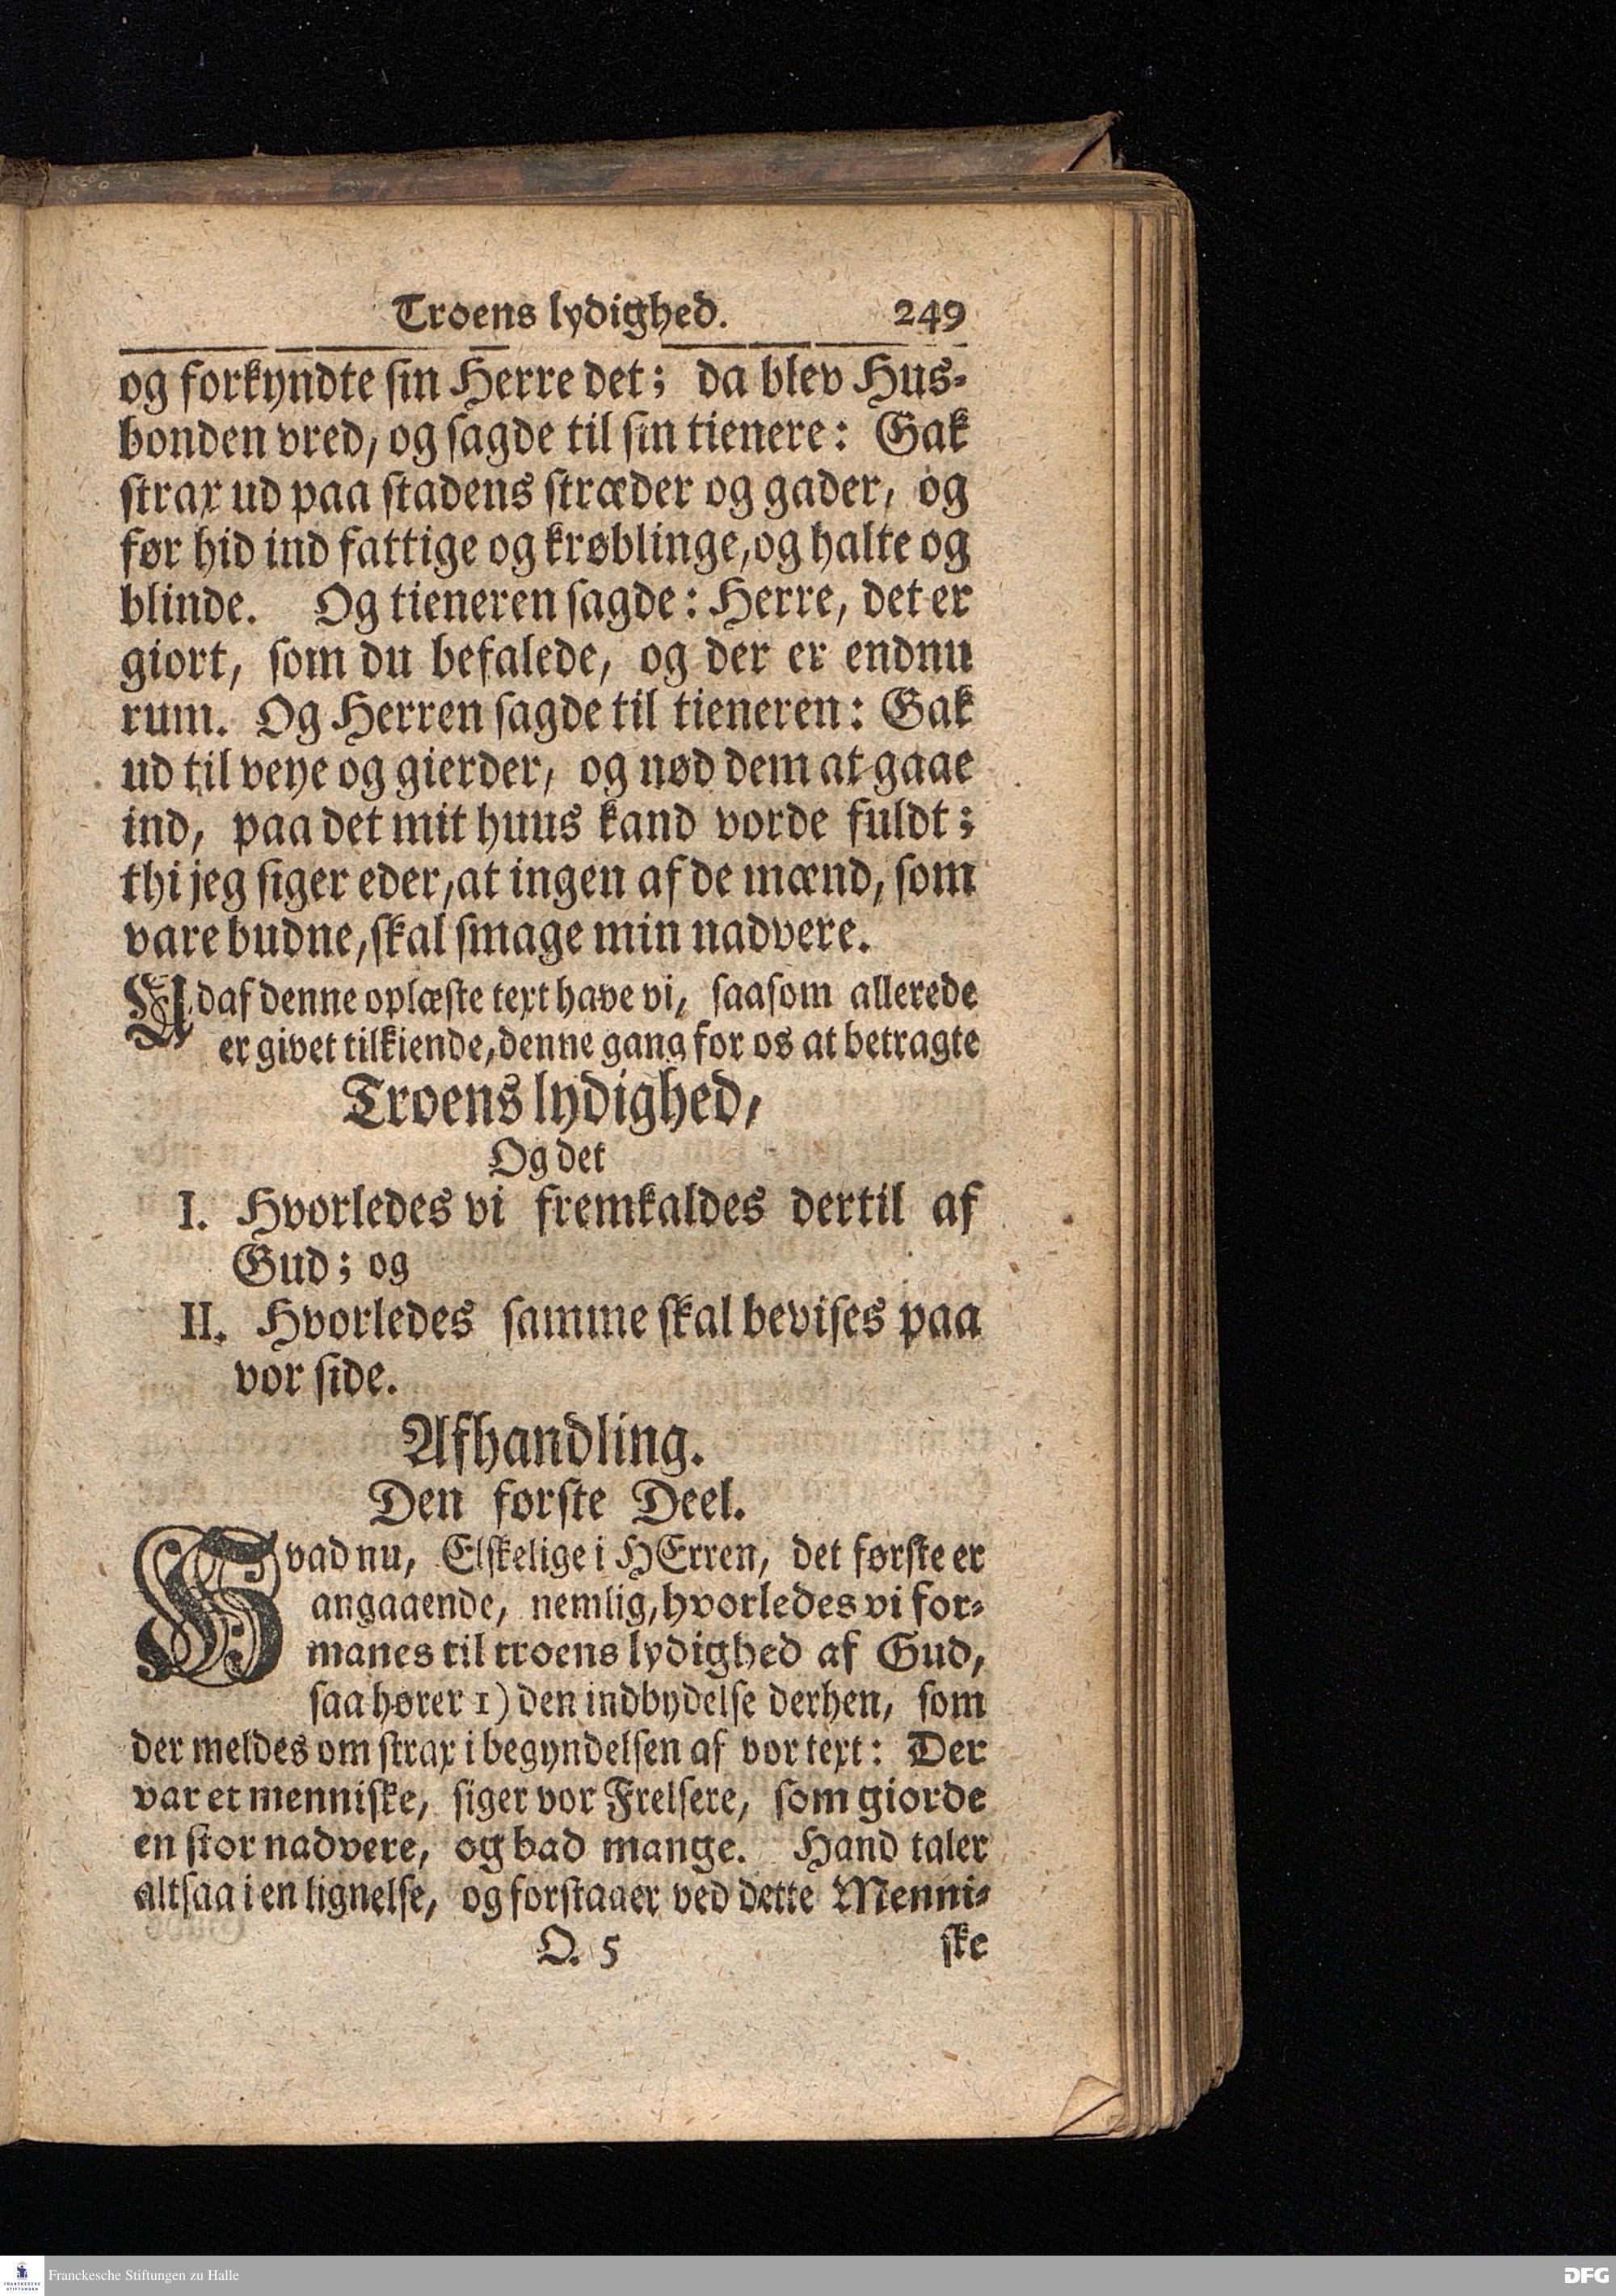 Troens lydighed. 249
og forkyndte sin Herre det; da blev Hus-
bonden vred, og sagde til sin tienere: Gak
strax ud paa stadens stræder og gader, og
før hid ind fattige og krøblinge, og halte og
blinde. Og tieneren sagde: Herre, det er
giort, som du befalede, og der er endnu
rum. Og Herren sagde til tieneren: Gak
ud til veye og gierder, og nød dem at gaae
ind, paa det mit huus kand vorde fuldt;
thi jeg siger eder, at ingen af de mænd, som
vare budne, skal smage min nadvere.
Udaf denne oplæste text have vi, saasom allerede
er givet tilkiende, denne gang for os at betragte
Troens lydighed,
Og det
I. Hvorledes vi fremkaldes dertil af
Gud; og
II. Hvorledes samme skal bevises paa
vor side.
Afhandling.
Den første Deel.
Hvad nu, Elskelige i HErren, det første er
angaaende, nemlig, hvorledes vi for-
manes til troens lydighed af Gud,
saa hører 1) den indbydelse derhen, som
der meldes om strax i begyndelsen af vor text: Der
var et menniske, siger vor Frelsere, som giorde
en stor nadvere, og bad mange. Hand taler
altsaa i en lignelse, og forstaaer ved dette Menni-
Q. 5 ske
Franckesche Stiftungen zu Halle
FRANCKESCHE STIFTUNGEN
DFG